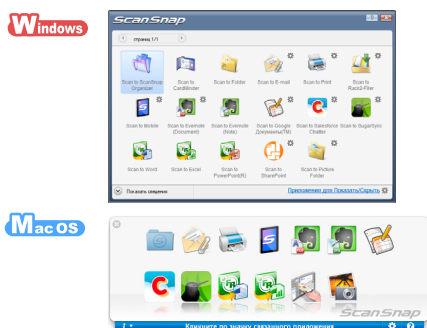 Windows
ScanSnap
страниц 1/1
Scan to ScanSnap Organizer
Scan to CardMinder
Scan to Folder
Scan to E-mail
Scan to Print
Scan to Rack2-Filer
Scan to Mobile
Scan to Evernote (Document)
Scan to Evernote (Note)
Scan to Google Документы(TM)
Scan to Salesforce Chatter
Scan to SugarSync
Scan to Word
Scan to Excel
Scan to PowerPoint(R)
Scan to SharePoint
Scan to Picture Folder
Показать сведения
Приложение для Показать/Скрыть
Mac OS
ScanSnap
Кликните по значку связанного приложения